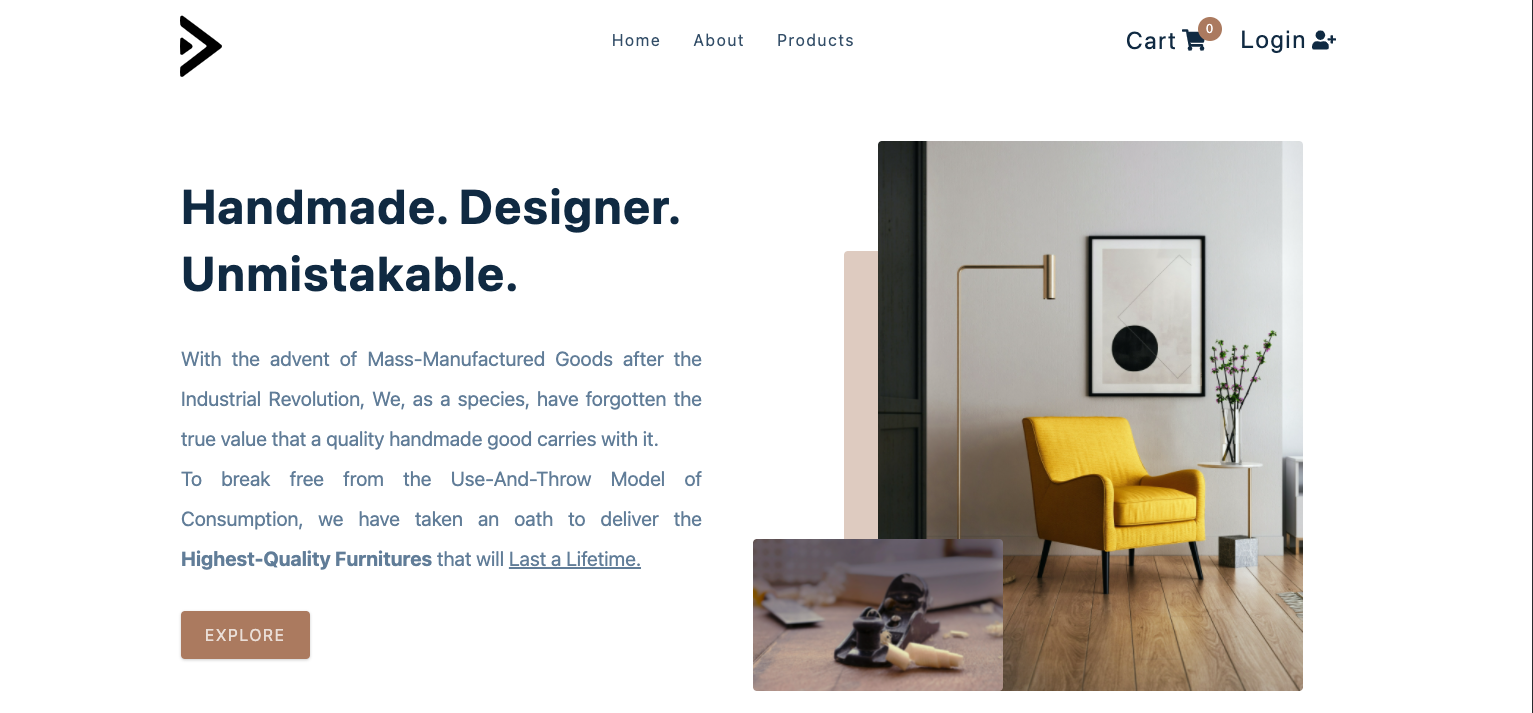 Home About Products Cart 0 Login
Handmade. Designer.
Unmistakable.
With the advent of Mass-Manufactured Goods after the
Industrial Revolution, We, as a species, have forgotten the
true value that a quality handmade good carries with it.
To break free from the Use-And-Throw Model of
Consumption, we have taken an oath to deliver the
Highest-Quality Furnitures that will Last a Lifetime.
EXPLORE